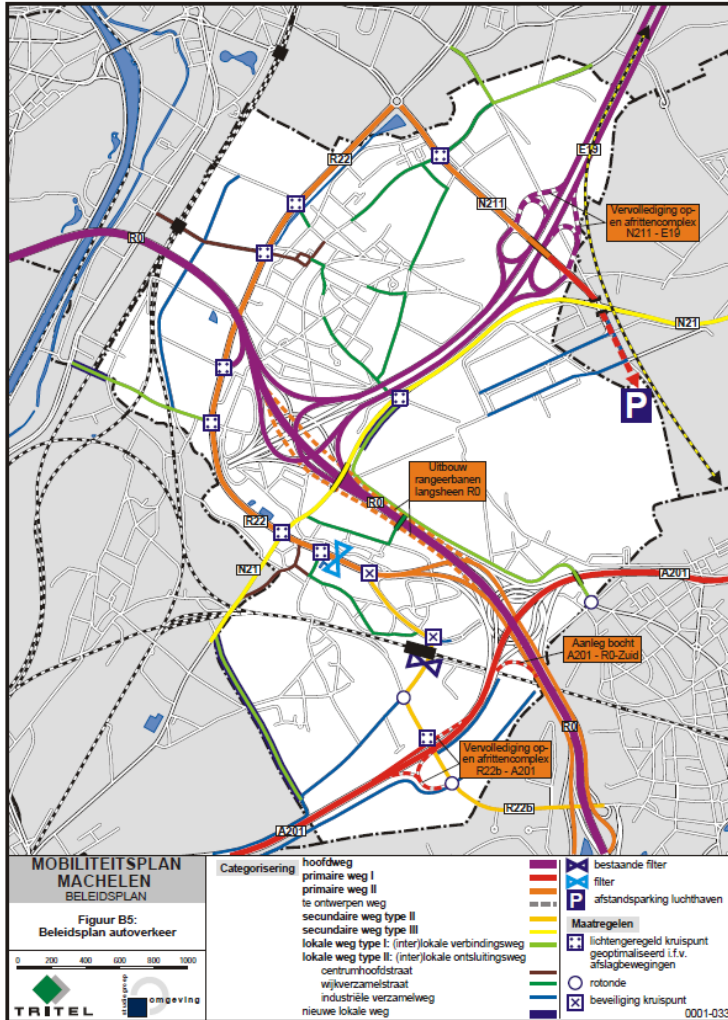 E19
R22
N211
Vervollediging op-
en afrittencomplex
N211 - E19
R0
N21
P
Uitbouw
rangeerbanen
langsheen R0
R0
R22
N21
A201
Aanleg bocht
A201 - R0-Zuid
R0
Vervollediging op-
en afrittencomplex
R22b - A201
R22b
A201
MOBILITEITSPLAN
MACHELEN
BELEIDSPLAN
Figuur B5:
Beleidsplan autoverkeer
0 200 400 600 800 1000
TRITEL
studiegroep
omgeving
Categorisering
hoofdweg
primaire weg I
primaire weg II
te ontwerpen weg
secundaire weg type II
secundaire weg type III
lokale weg type I: (inter)lokale verbindingsweg
lokale weg type II: (inter)lokale ontsluitingsweg
centrumhoofdstraat
wijkverzamelstraat
industriële verzamelweg
nieuwe lokale weg
bestaande filter
filter
P afstandsparking luchthaven
Maatregelen
lichtengeregeld kruispunt
geoptimaliseerd i.f.v.
afslagbewegingen
rotonde
beveiliging kruispunt